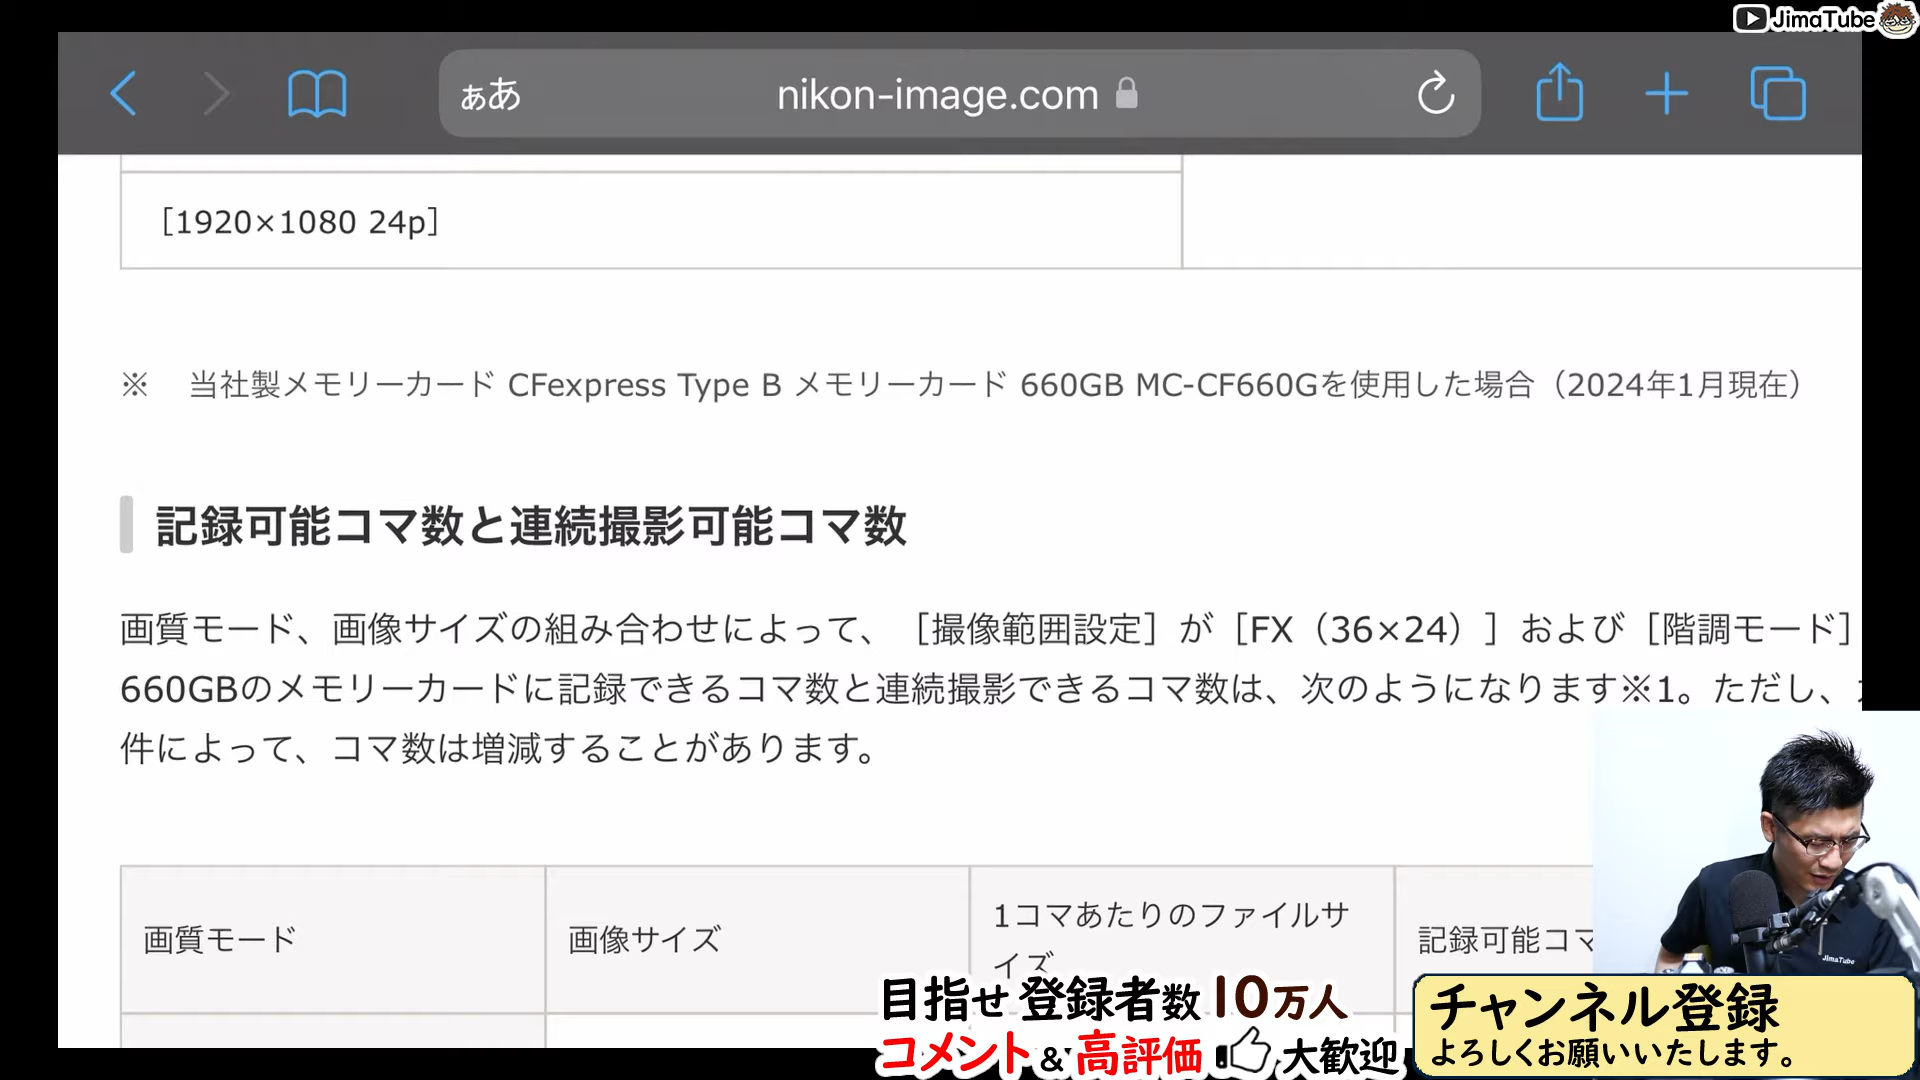 JimaTube
ぁあ nikon-image.com
［1920×1080 24p］
※ 当社製メモリーカード CFexpress Type B メモリーカード 660GB MC-CF660Gを使用した場合（2024年1月現在）
記録可能コマ数と連続撮影可能コマ数
画質モード、画像サイズの組み合わせによって、［撮像範囲設定］が［FX（36×24）］および［階調モード］
660GBのメモリーカードに記録できるコマ数と連続撮影できるコマ数は、次のようになります※1。ただし、
件によって、コマ数は増減することがあります。
画質モード
画像サイズ
1コマあたりのファイルサ
イズ
記録可能コマ
JimaTube
目指せ 登録者数 10万人
コメント & 高評価 大歓迎
チャンネル登録
よろしくお願いいたします。